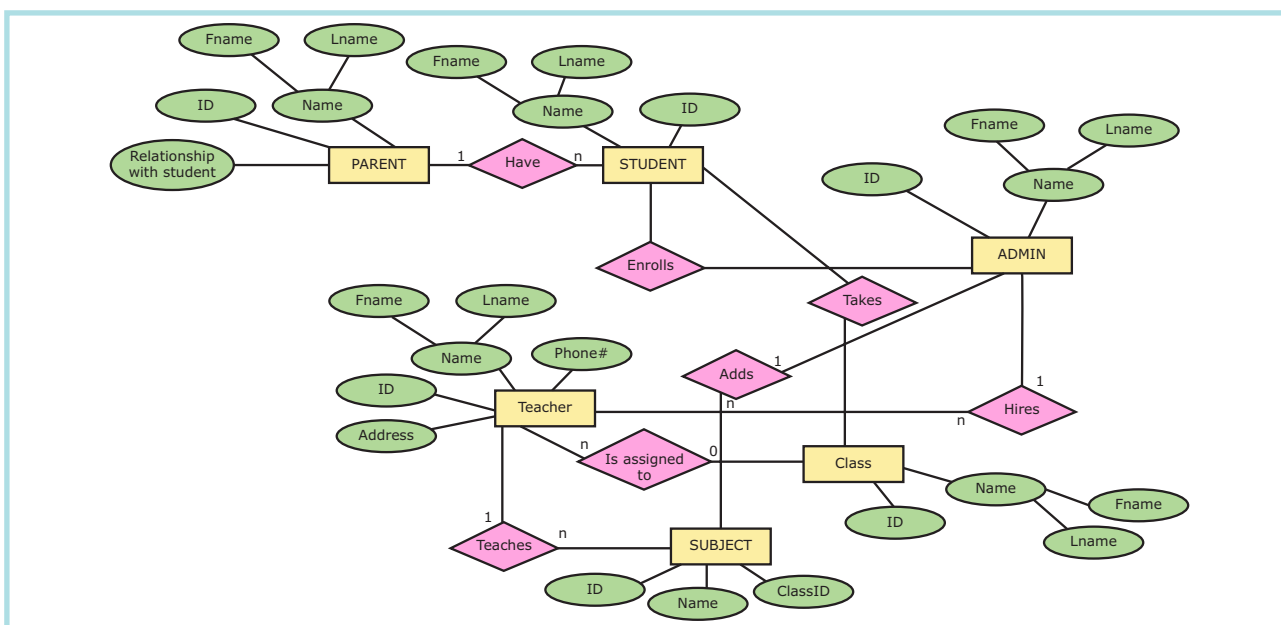 Fname
Lname
Fname
Lname
ID
Name
Name
ID
Fname
Lname
Relationship
with student
PARENT
1
Have
n
STUDENT
ID
Name
Enrolls
ADMIN
Takes
Fname
Lname
Name
Phone#
Adds
1
1
ID
Teacher
n
n
Hires
Address
n
Is assigned
to
0
Class
Name
Fname
ID
Lname
1
Teaches
n
SUBJECT
ID
Name
ClassID